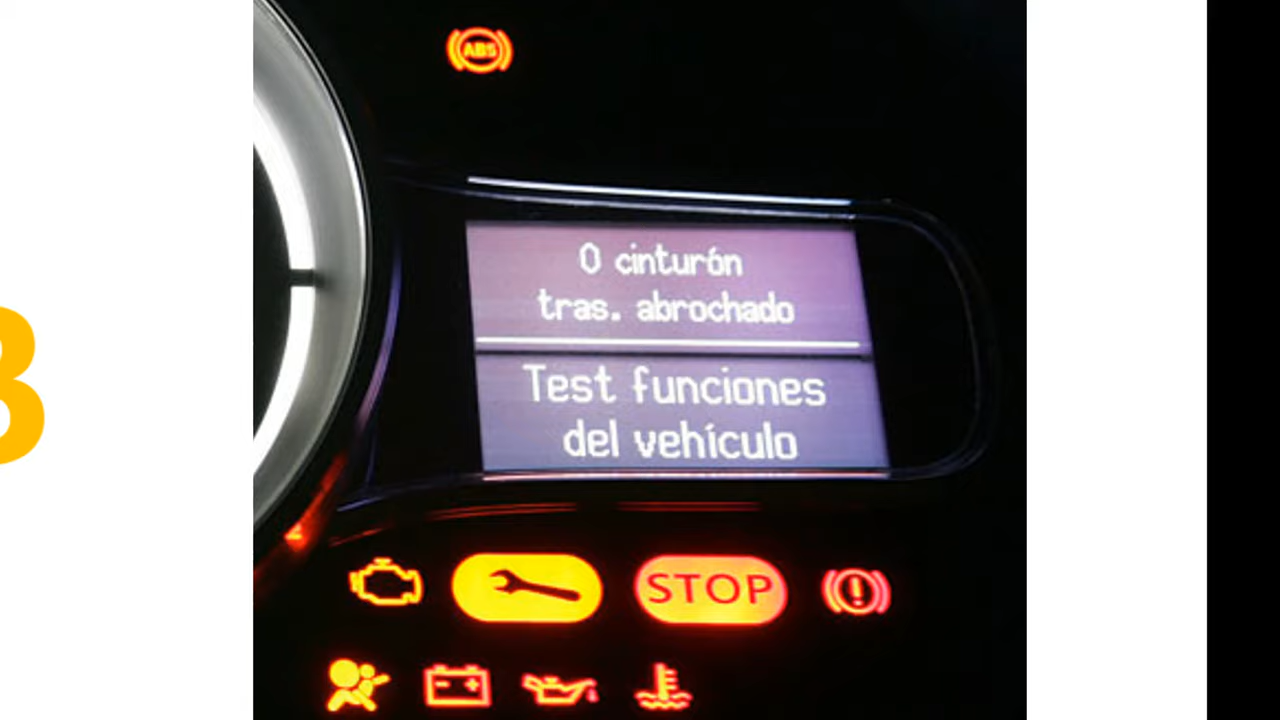 ABS
0 cinturón
tras. abrochado
Test funciones
del vehículo
STOP